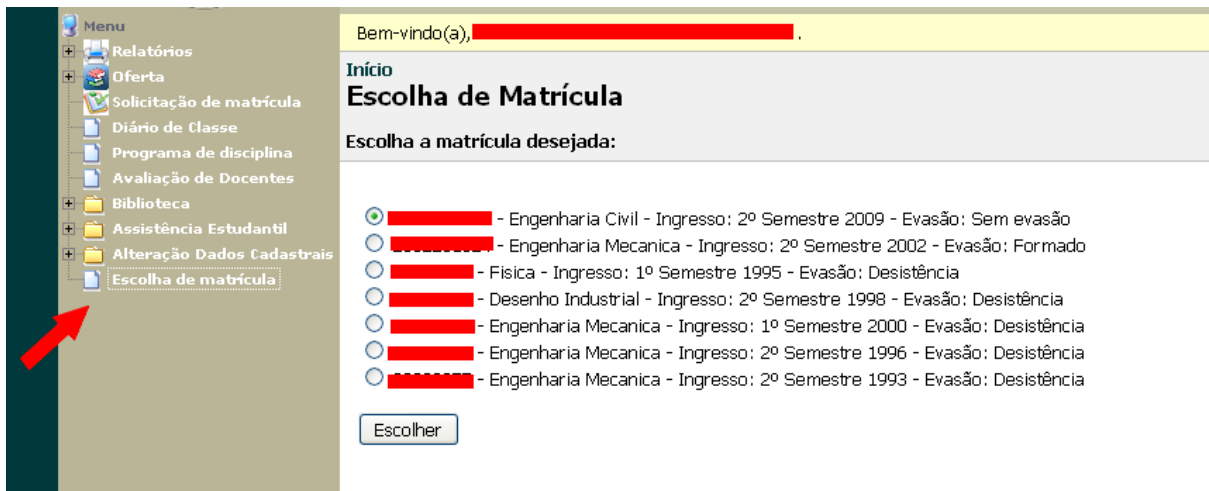 Menu
Relatórios
Oferta
Solicitação de matrícula
Diário de Classe
Programa de disciplina
Avaliação de Docentes
Biblioteca
Assistência Estudantil
Alteração Dados Cadastrais
Escolha de matrícula
Bem-vindo(a), .
Início
Escolha de Matrícula
Escolha a matrícula desejada:
- Engenharia Civil - Ingresso: 2º Semestre 2009 - Evasão: Sem evasão
- Engenharia Mecanica - Ingresso: 2º Semestre 2002 - Evasão: Formado
- Fisica - Ingresso: 1º Semestre 1995 - Evasão: Desistência
- Desenho Industrial - Ingresso: 2º Semestre 1998 - Evasão: Desistência
- Engenharia Mecanica - Ingresso: 1º Semestre 2000 - Evasão: Desistência
- Engenharia Mecanica - Ingresso: 2º Semestre 1996 - Evasão: Desistência
- Engenharia Mecanica - Ingresso: 2º Semestre 1993 - Evasão: Desistência
Escolher